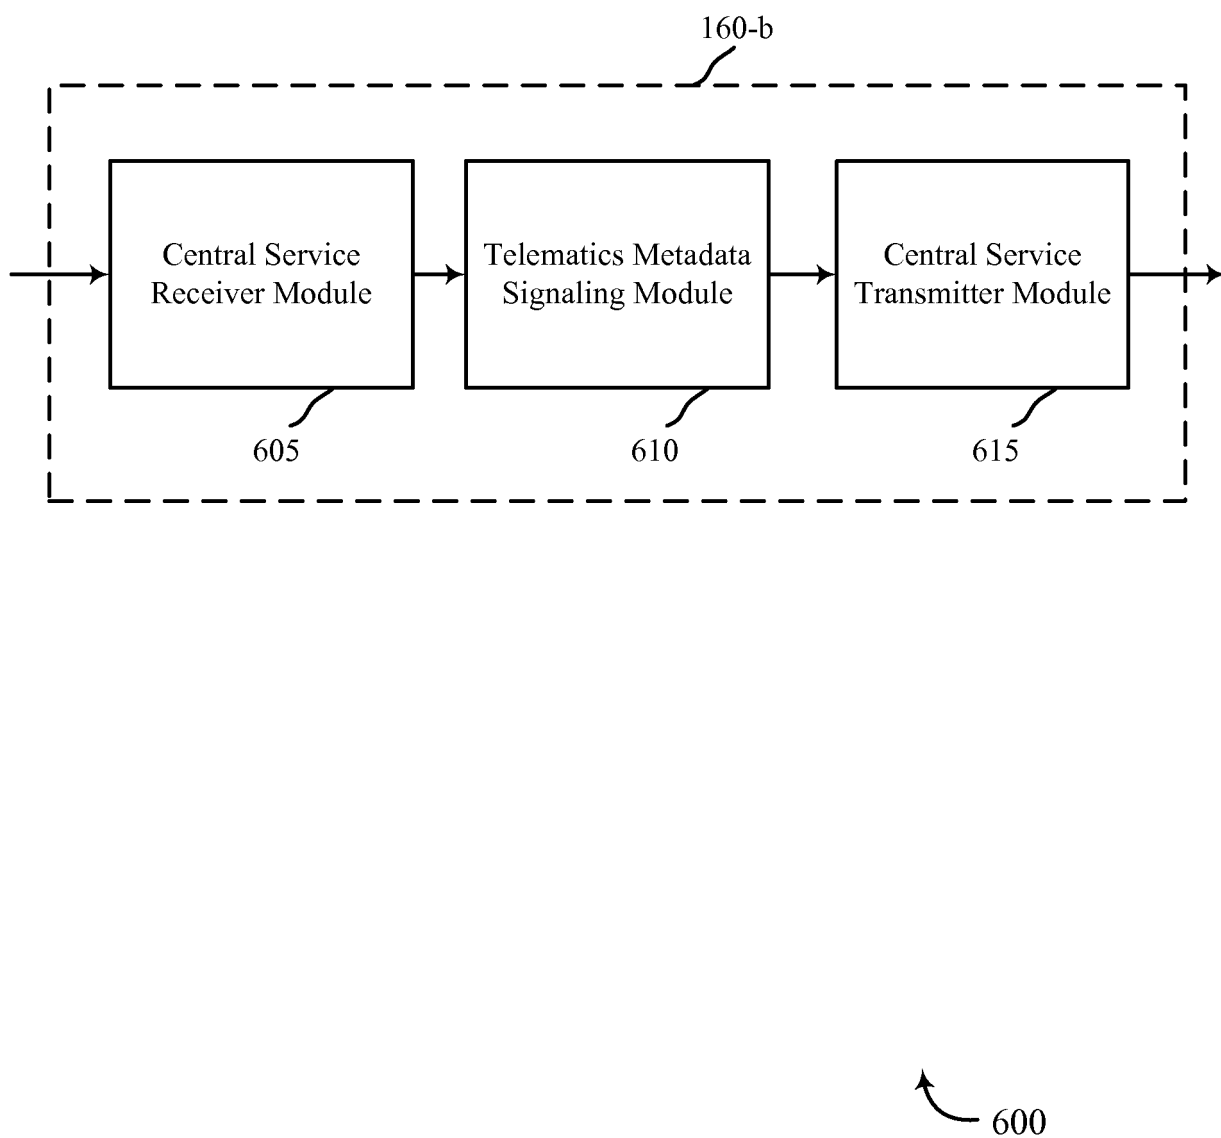 160-b
Central Service
Receiver Module
Telematics Metadata
Signaling Module
Central Service
Transmitter Module
605
610
615
600